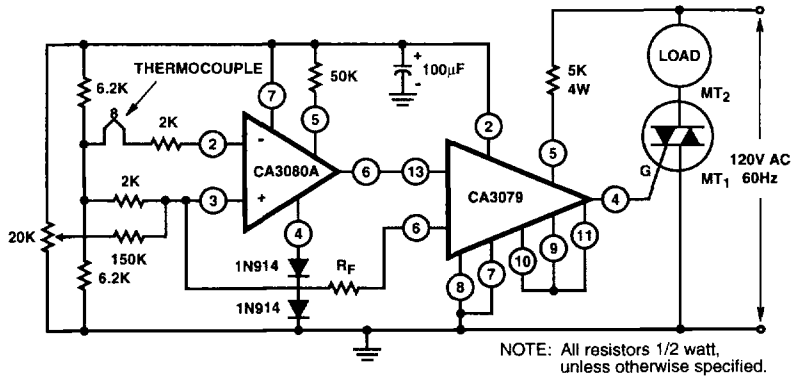 6.2K
THERMOCOUPLE
8
2K
2
7
50K
5
+
100μF
-
-
CA3080A
+
6
13
2K
3
4
20K
150K
6.2K
1N914
1N914
RF
6
2
CA3079
5K
4W
5
4
8
7
10
9
11
LOAD
MT2
G
MT1
120V AC
60Hz
NOTE: All resistors 1/2 watt,
unless otherwise specified.